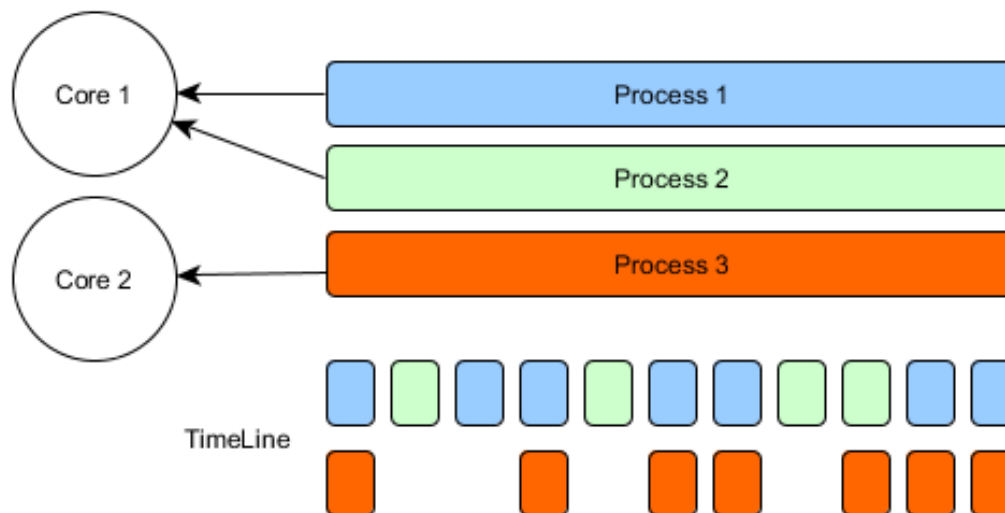 Core 1
Process 1
Process 2
Core 2
Process 3
TimeLine